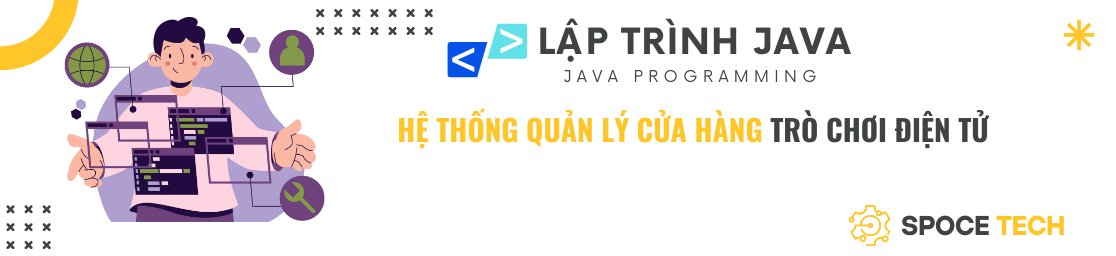 LẬP TRÌNH JAVA
JAVA PROGRAMMING
HỆ THỐNG QUẢN LÝ CỬA HÀNG TRÒ CHƠI ĐIỆN TỬ
SPOCE TECH